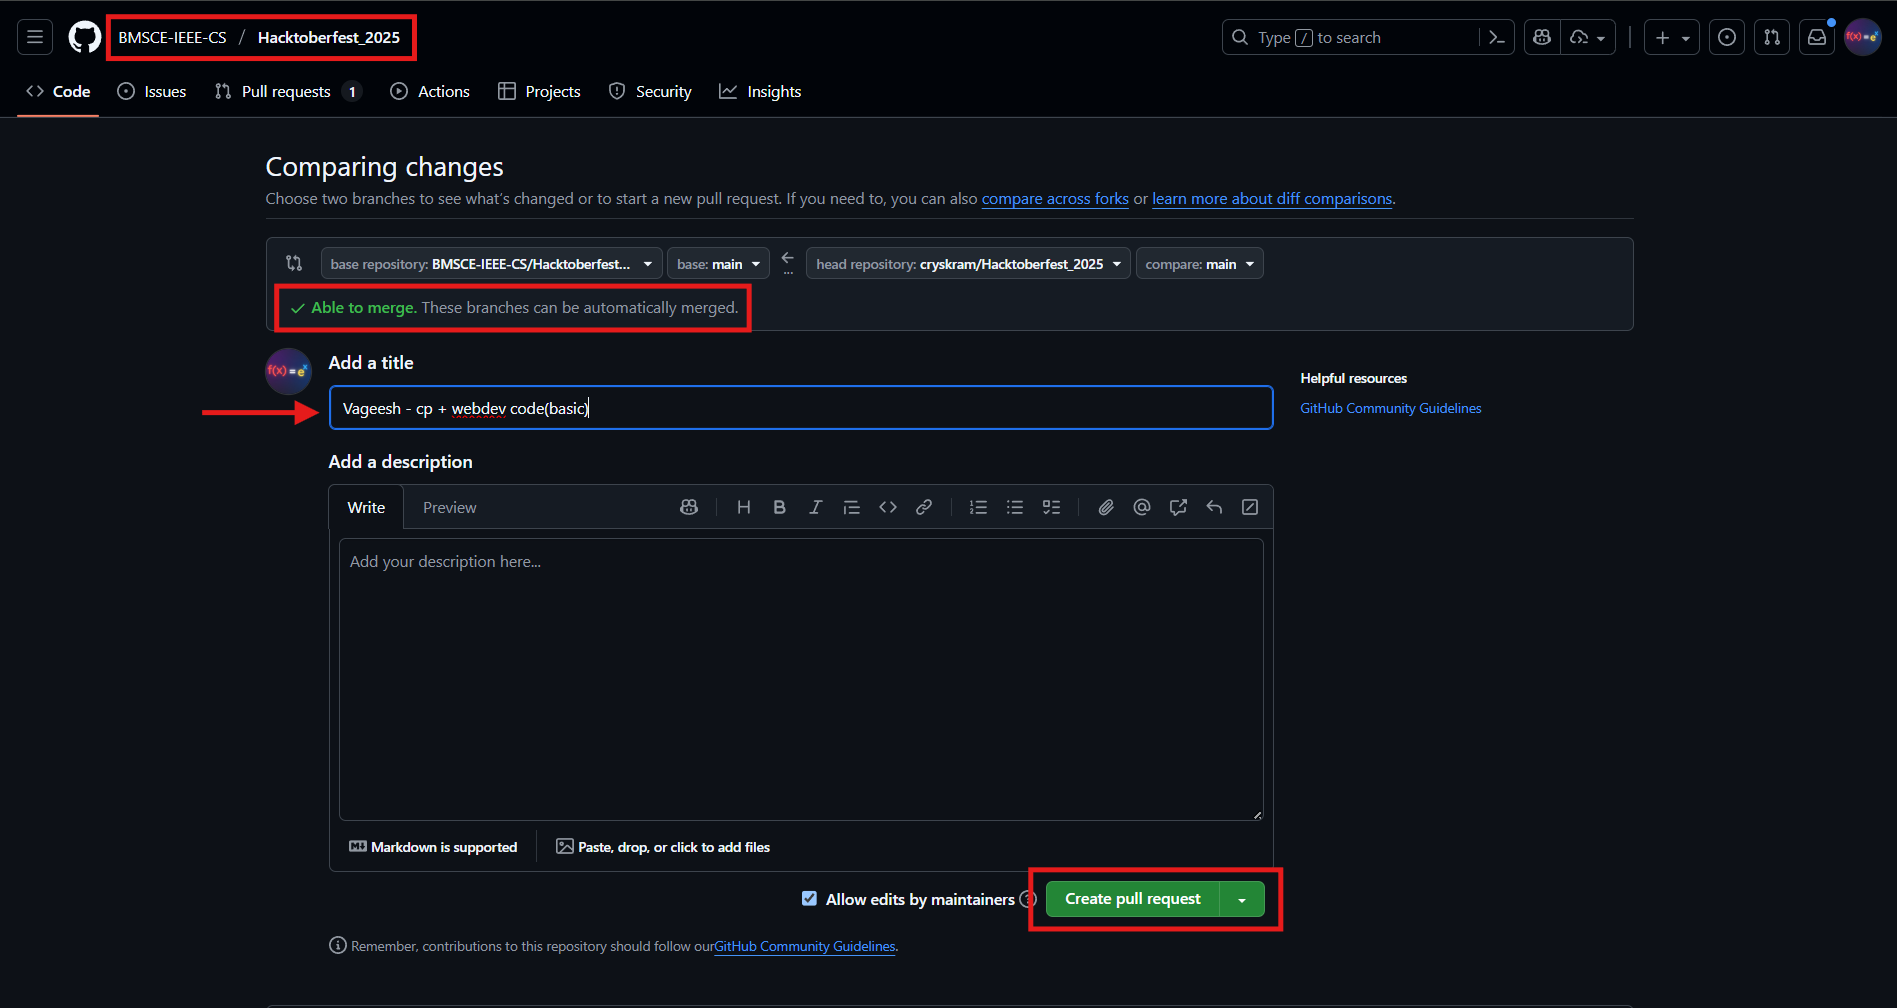 BMSCE-IEEE-CS / Hacktoberfest_2025
Type / to search
Code Issues Pull requests 1 Actions Projects Security Insights
Comparing changes
Choose two branches to see what's changed or to start a new pull request. If you need to, you can also compare across forks or learn more about diff comparisons.
base repository: BMSCE-IEEE-CS/Hacktoberfest... base: main ... head repository: cryskram/Hacktoberfest_2025 compare: main
Able to merge. These branches can be automatically merged.
Add a title
Helpful resources
Vageesh - cp + webdev code(basic)
GitHub Community Guidelines
Add a description
Write Preview
Add your description here...
Markdown is supported
Paste, drop, or click to add files
Allow edits by maintainers
Create pull request
Remember, contributions to this repository should follow our GitHub Community Guidelines.